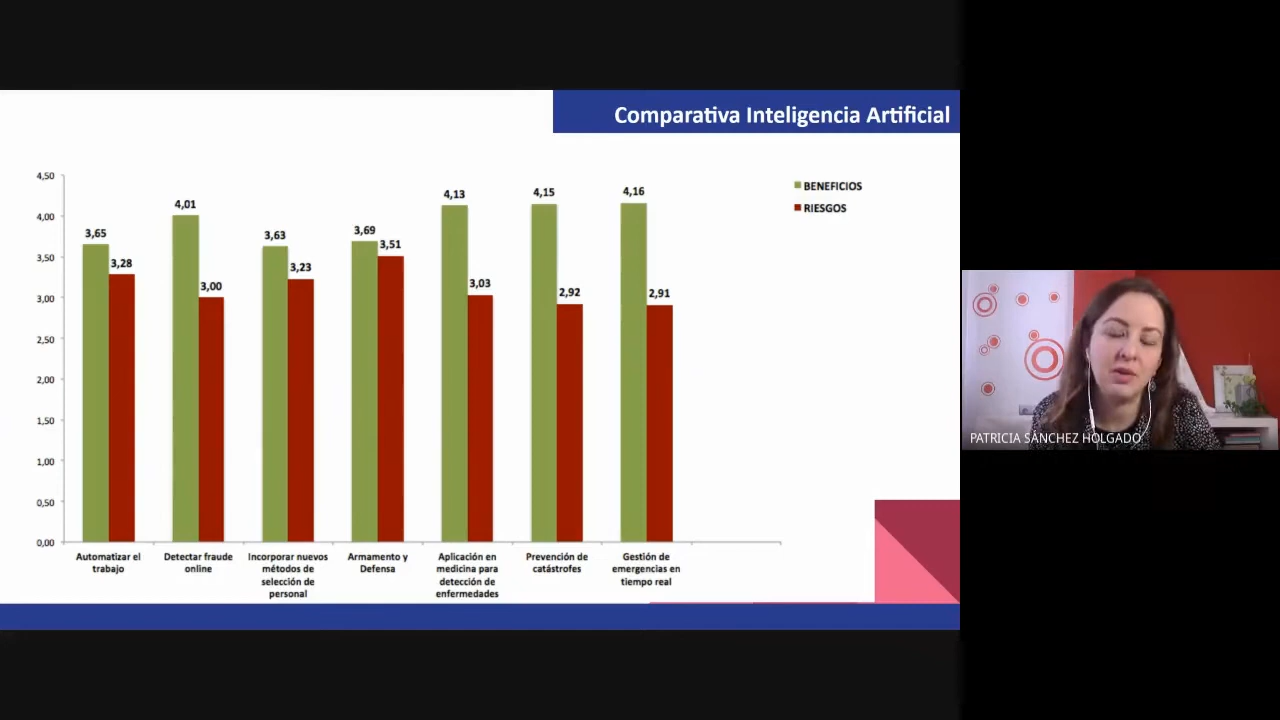 Comparativa Inteligencia Artificial
4,50
4,00
3,50
3,00
2,50
2,00
1,50
1,00
0,50
0,00
3,65
3,28
4,01
3,00
3,63
3,23
3,69
3,51
4,13
3,03
4,15
2,92
4,16
2,91
BENEFICIOS
RIESGOS
Automatizar el
trabajo
Detectar fraude
online
Incorporar nuevos
métodos de
selección de
personal
Armamento y
Defensa
Aplicación en
medicina para
detección de
enfermedades
Prevención de
catástrofes
Gestión de
emergencias en
tiempo real
PATRICIA SÁNCHEZ HOLGADO